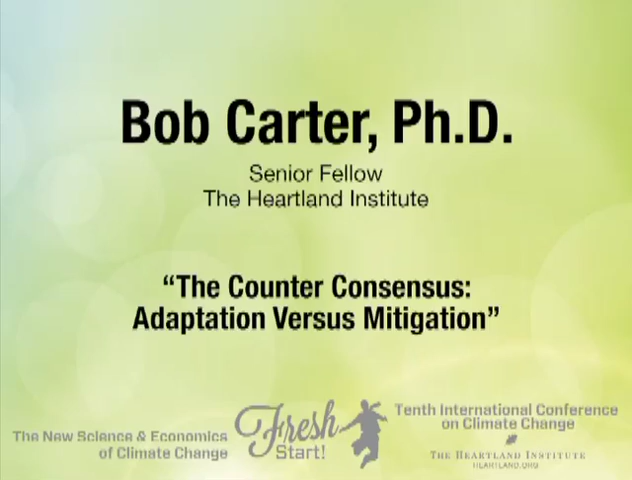 Bob Carter, Ph.D.
Senior Fellow
The Heartland Institute
“The Counter Consensus:
Adaptation Versus Mitigation”
The New Science & Economics
of Climate Change
Fresh
Start!
Tenth International Conference
on Climate Change
The Heartland Institute
HEARTLAND.ORG